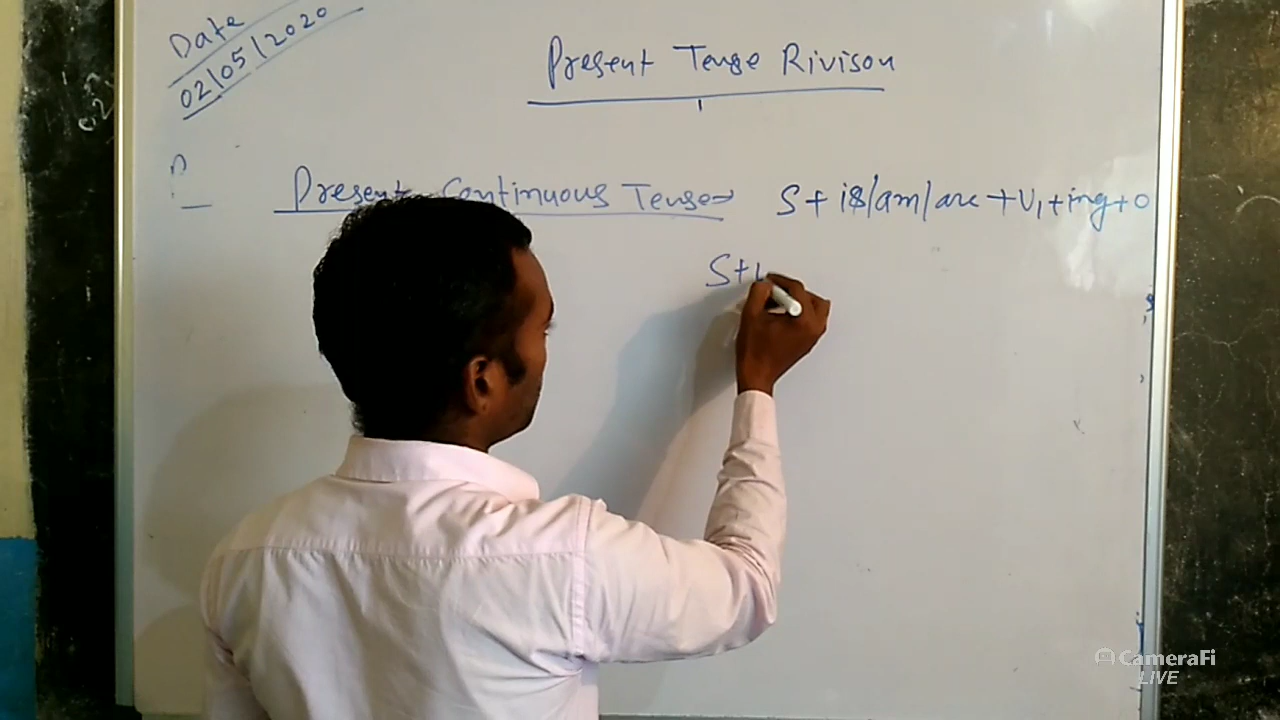 Date
02/05/2020
Present Tense Rivison
Present Continuous Tense → S + is/am/are + V1 + ing + O
S+
CameraFi
LIVE